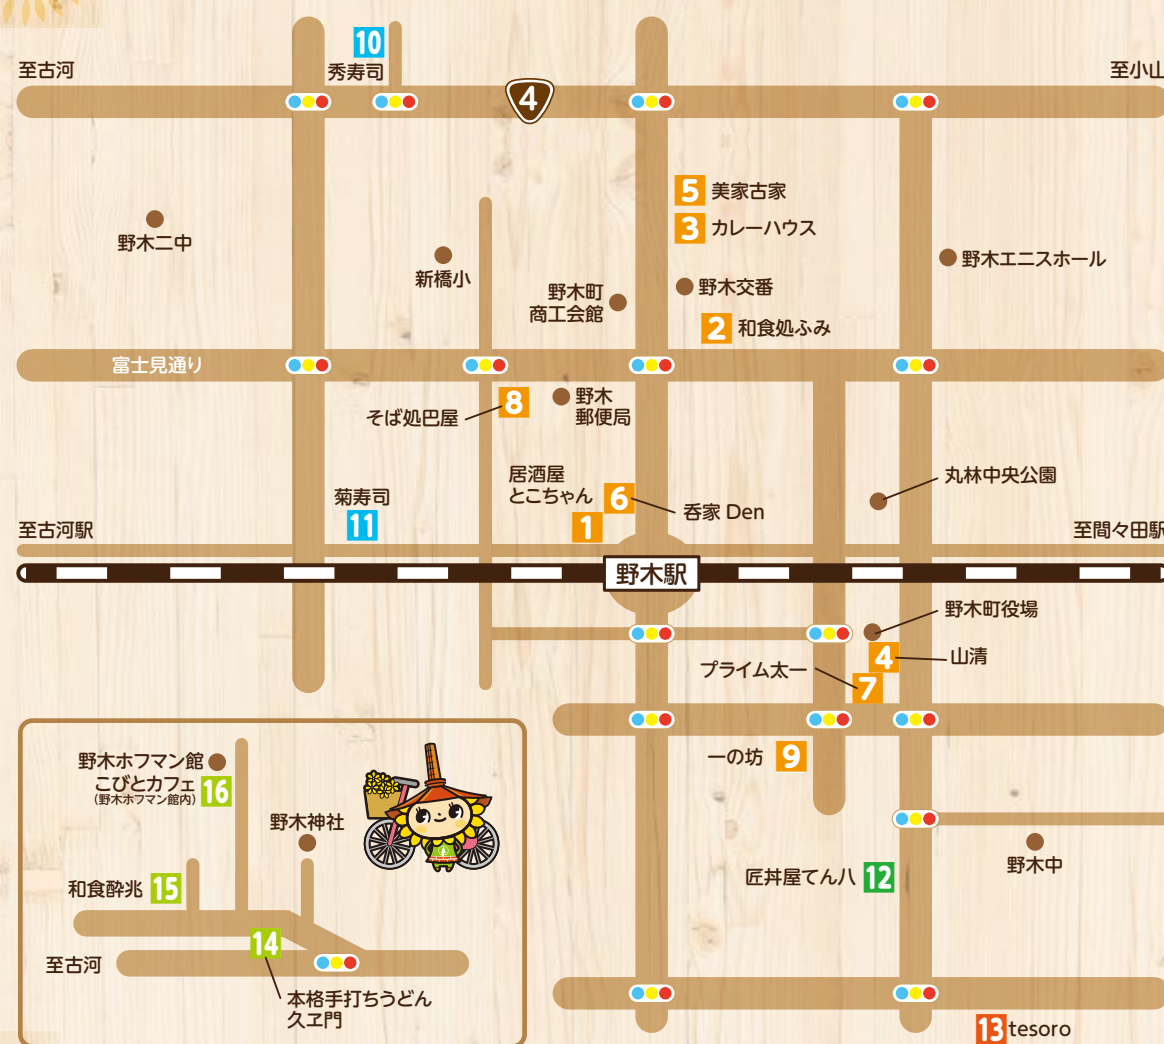 10
秀寿司
至古河
至小山
4
5 美家古家
3 カレーハウス
野木二中
新橋小
野木町
商工会館
野木交番
野木エニスホール
2 和食処ふみ
富士見通り
そば処巴屋
8
野木
郵便局
居酒屋
とこちゃん
1
6
呑家 Den
丸林中央公園
菊寿司
11
至古河駅
至間々田駅
野木駅
野木町役場
4
山清
プライム太一
7
一の坊 9
野木ホフマン館
こびとカフェ
(野木ホフマン館内)
16
野木神社
和食酔兆 15
14
至古河
本格手打ちうどん
久ヱ門
匠丼屋てん八 12
野木中
13 tesoro